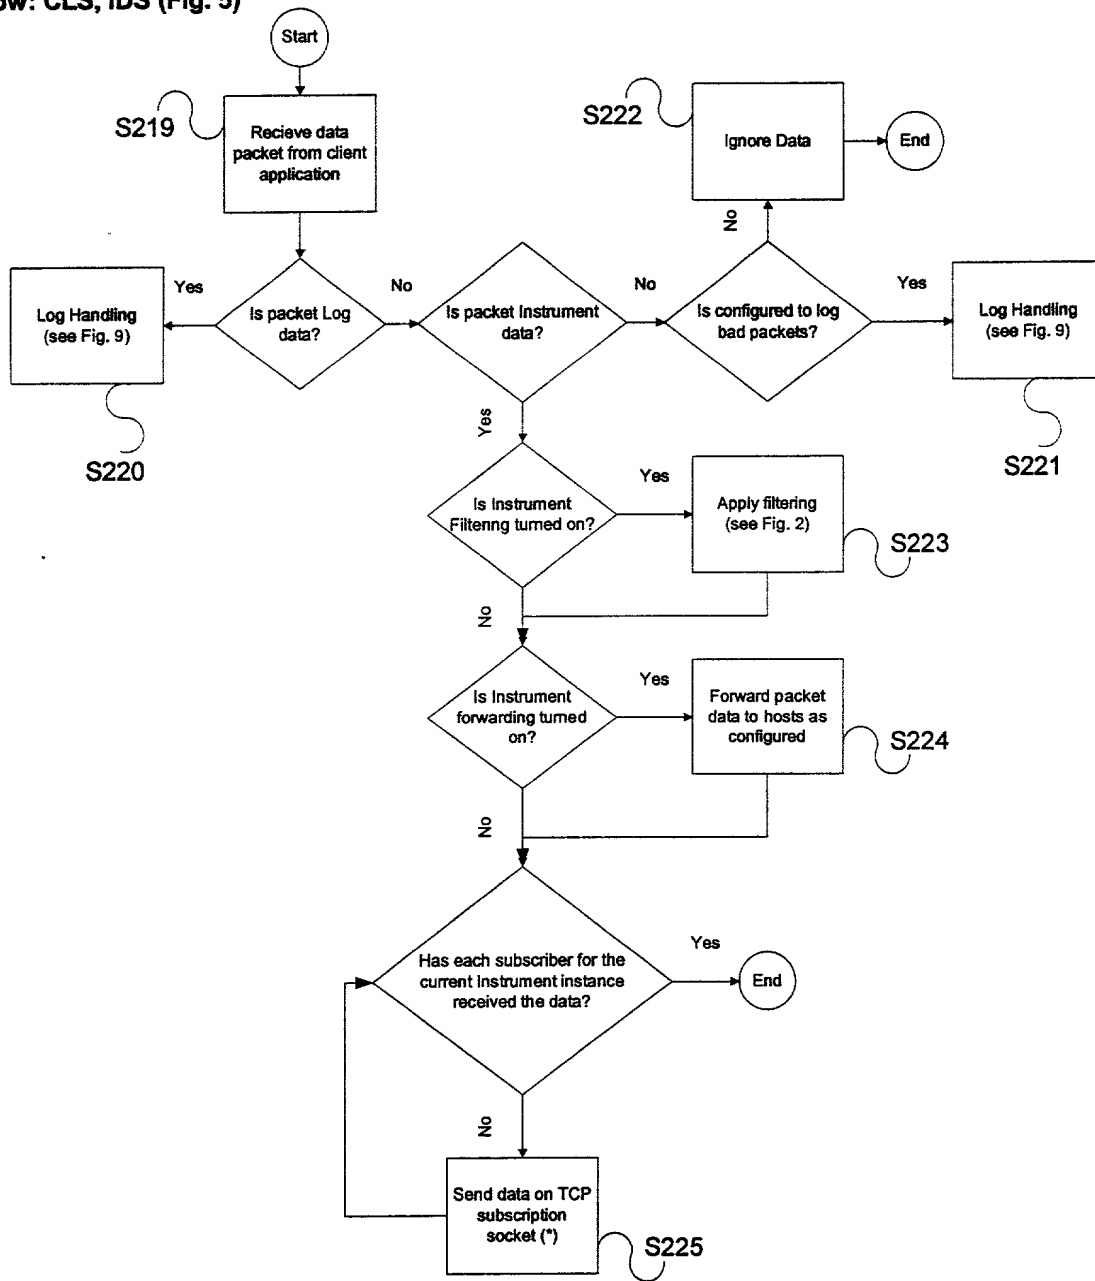 CLS, IDS (Fig. 5)
Start
S219
Recieve data
packet from client
application
S222
Ignore Data
End
No
Log Handling
(see Fig. 9)
Yes
Is packet Log
data?
No
Is packet Instrument
data?
No
Is configured to log
bad packets?
Yes
Log Handling
(see Fig. 9)
S220
S221
Yes
Is Instrument
Filtering turned on?
Yes
Apply filtering
(see Fig. 2)
S223
No
Is Instrument
forwarding turned
on?
Yes
Forward packet
data to hosts as
configured
S224
No
Has each subscriber for the
current Instrument instance
received the data?
Yes
End
No
Send data on TCP
subscription
socket (*)
S225